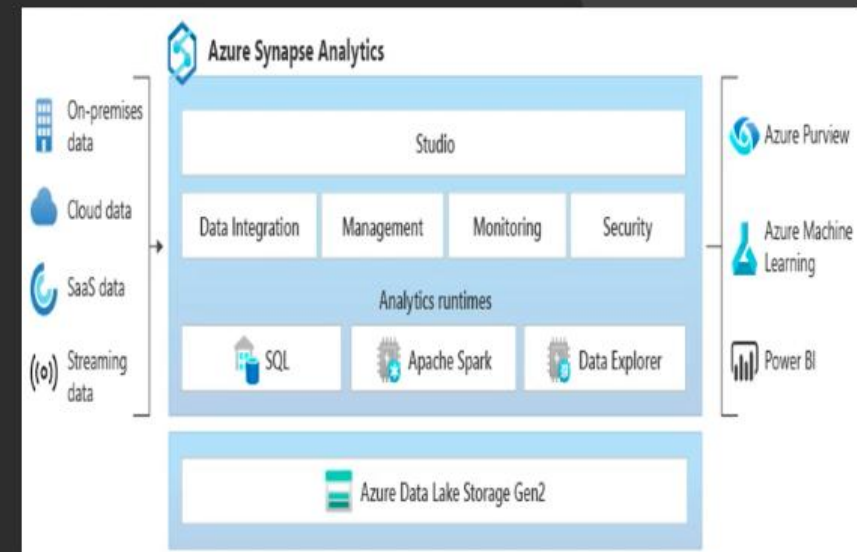 Azure Synapse Analytics
On-premises
data
Cloud data
SaaS data
Streaming
data
Studio
Data Integration
Management
Monitoring
Security
Analytics runtimes
SQL
Apache Spark
Data Explorer
Azure Data Lake Storage Gen2
Azure Purview
Azure Machine
Learning
Power BI